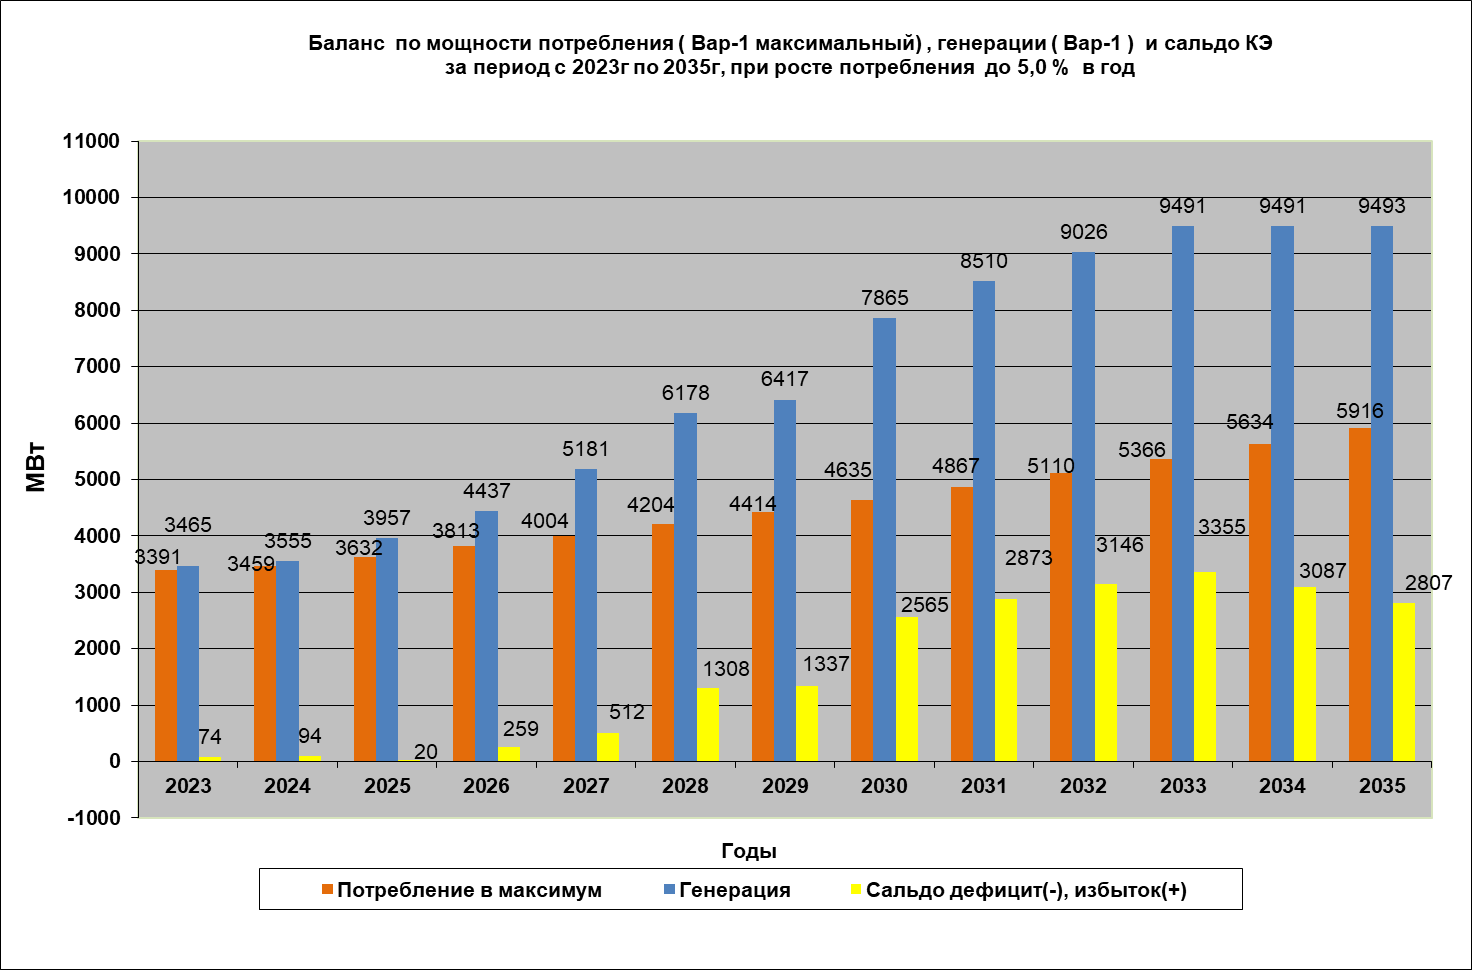 Баланс по мощности потребления ( Вар-1 максимальный) , генерации ( Вар-1 ) и сальдо КЭ
за период с 2023г по 2035г, при росте потребления до 5,0 % в год
11000
10000
9000
8000
7000
6000
5000
4000
3000
2000
1000
0
-1000
МВт
3391 3465 74
3459 3555 94
3632 3957 20
3813 4437 259
4004 5181 512
4204 6178 1308
4414 6417 1337
4635 7865 2565
4867 8510 2873
5110 9026 3146
5366 9491 3355
5634 9491 3087
5916 9493 2807
2023 2024 2025 2026 2027 2028 2029 2030 2031 2032 2033 2034 2035
Годы
Потребление в максимум Генерация Сальдо дефицит(-), избыток(+)